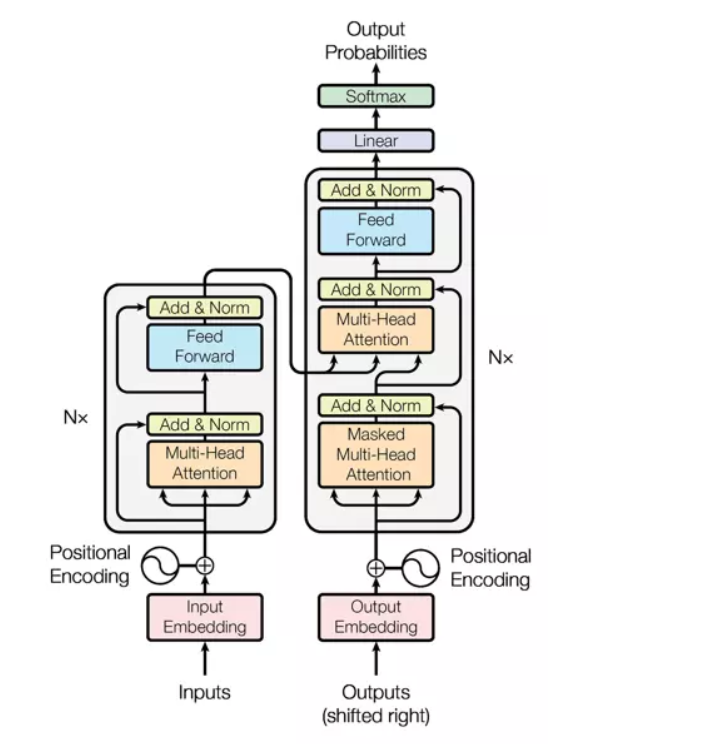 Output
Probabilities
Softmax
Linear
Add & Norm
Feed
Forward
Add & Norm
Multi-Head
Attention
Nx
Add & Norm
Masked
Multi-Head
Attention
Add & Norm
Feed
Forward
Nx
Add & Norm
Multi-Head
Attention
Positional
Encoding
Positional
Encoding
Input
Embedding
Output
Embedding
Inputs
Outputs
(shifted right)